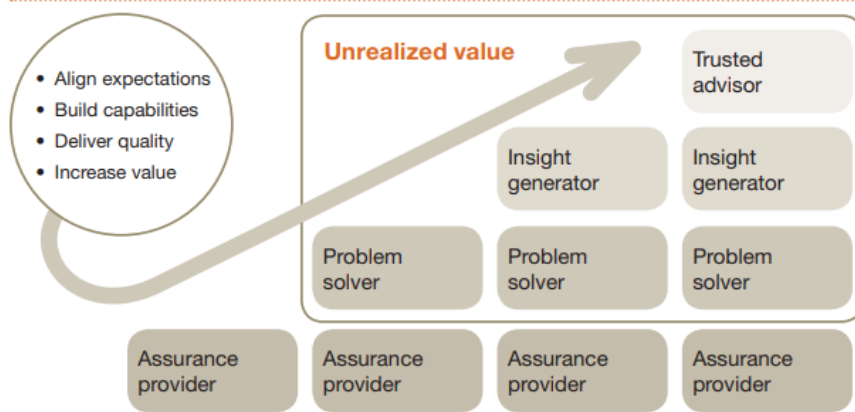 • Align expectations
• Build capabilities
• Deliver quality
• Increase value
Unrealized value
Trusted
advisor
Insight
generator
Insight
generator
Problem
solver
Problem
solver
Problem
solver
Assurance
provider
Assurance
provider
Assurance
provider
Assurance
provider